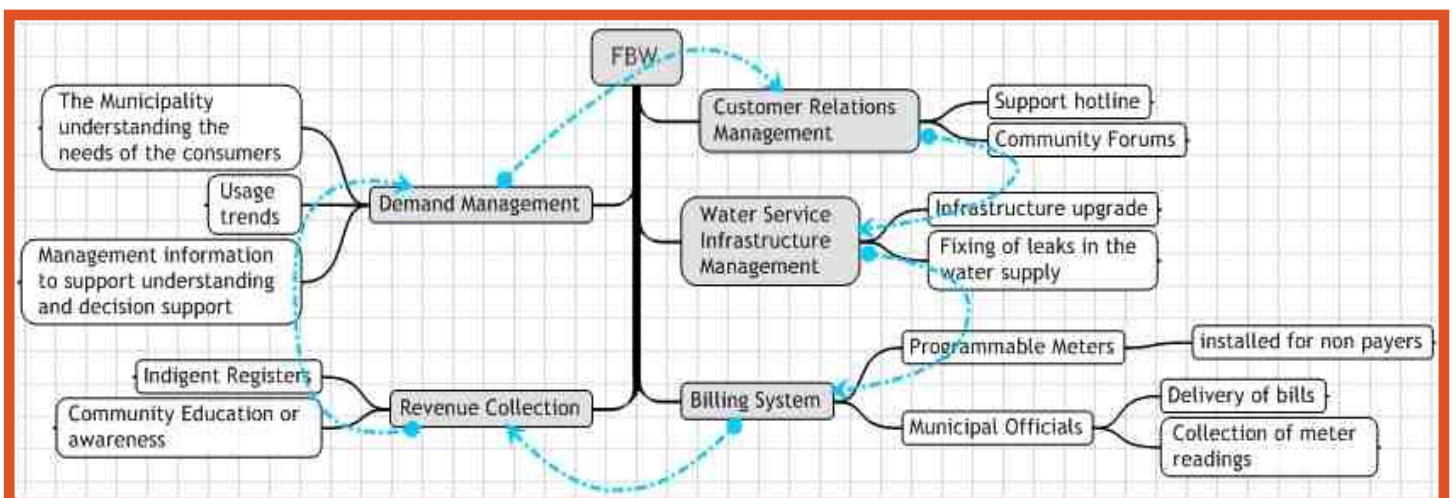 FBW
Customer Relations
Management
Support hotline
Community Forums
Water Service
Infrastructure
Management
Infrastructure upgrade
Fixing of leaks in the
water supply
Billing System
Programmable Meters
installed for non payers
Municipal Officials
Delivery of bills
Collection of meter
readings
Demand Management
The Municipality
understanding the
needs of the consumers
Usage
trends
Management information
to support understanding
and decision support
Revenue Collection
Indigent Registers
Community Education or
awareness